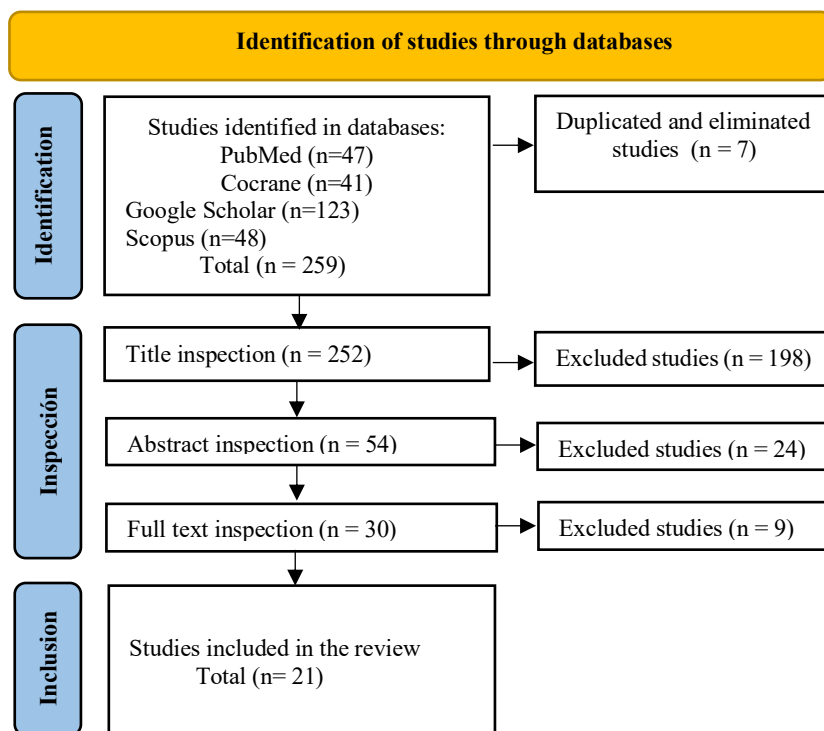 Identification of studies through databases
Identification
Studies identified in databases:
PubMed (n=47)
Cocrane (n=41)
Google Scholar (n=123)
Scopus (n=48)
Total (n = 259)
Duplicated and eliminated
studies (n = 7)
Inspección
Title inspection (n = 252)
Excluded studies (n = 198)
Abstract inspection (n = 54)
Excluded studies (n = 24)
Full text inspection (n = 30)
Excluded studies (n = 9)
Inclusion
Studies included in the review
Total (n= 21)